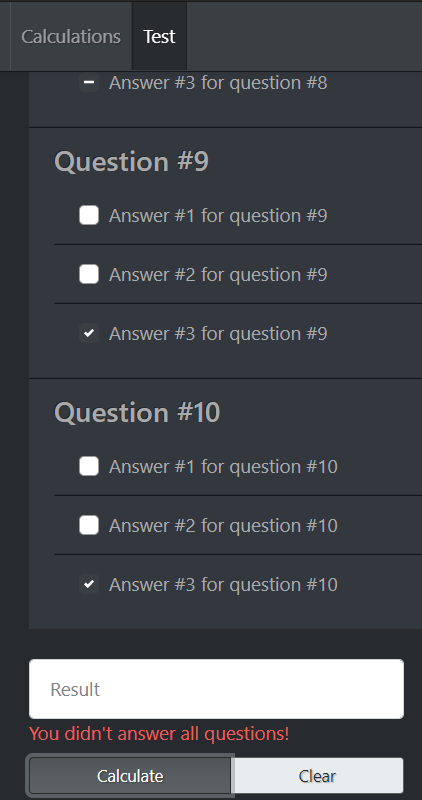 Calculations Test
Answer #3 for question #8
Question #9
Answer #1 for question #9
Answer #2 for question #9
Answer #3 for question #9
Question #10
Answer #1 for question #10
Answer #2 for question #10
Answer #3 for question #10
Result
You didn't answer all questions!
Calculate Clear